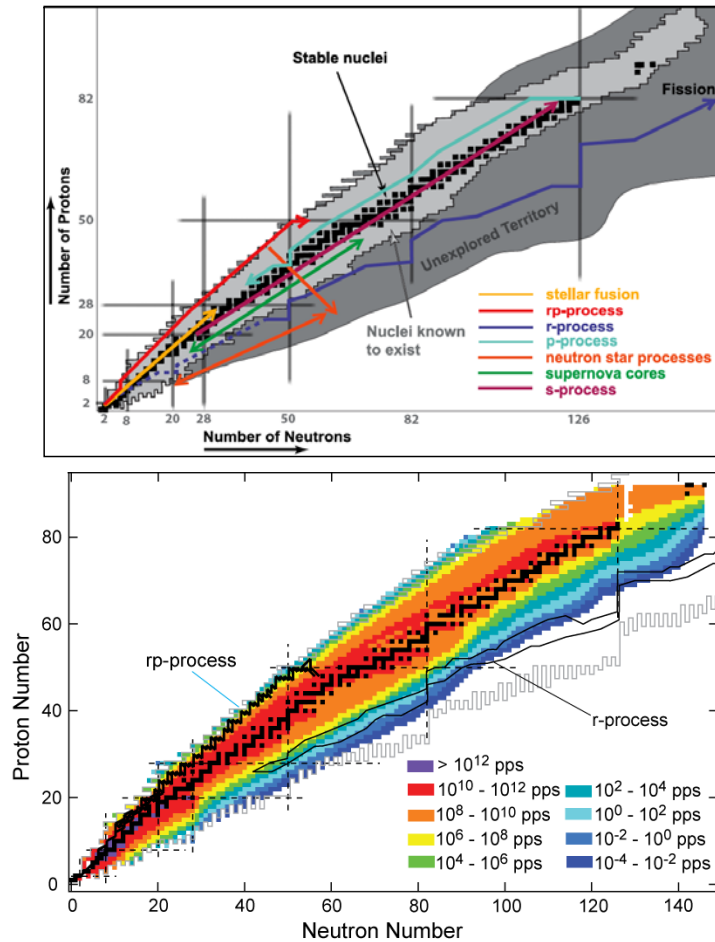 Stable nuclei
Fission
82
50
28
20
8
2
Number of Protons
Unexplored Territory
Nuclei known
to exist
stellar fusion
rp-process
r-process
p-process
neutron star processes
supernova cores
s-process
2 8 20 28 50 82 126
Number of Neutrons
80
60
40
20
0
Proton Number
rp-process
r-process
> 10¹² pps
10¹⁰ - 10¹² pps
10⁸ - 10¹⁰ pps
10⁶ - 10⁸ pps
10⁴ - 10⁶ pps
10² - 10⁴ pps
10⁰ - 10² pps
10⁻² - 10⁰ pps
10⁻⁴ - 10⁻² pps
0 20 40 60 80 100 120 140
Neutron Number